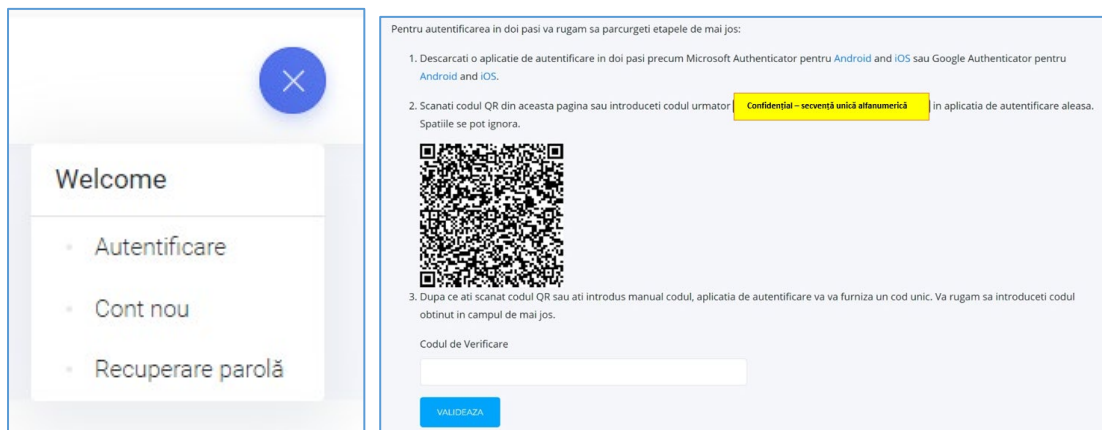 Welcome
Autentificare
Cont nou
Recuperare parolă
Pentru autentificarea in doi pasi va rugam sa parcurgeti etapele de mai jos:
1. Descarcati o aplicatie de autentificare in doi pasi precum Microsoft Authenticator pentru Android and iOS sau Google Authenticator pentru
Android and iOS.
2. Scanati codul QR din aceasta pagina sau introduceti codul urmator Confidențial – secvență unică alfanumerică in aplicatia de autentificare aleasa.
Spatiile se pot ignora.
3. Dupa ce ati scanat codul QR sau ati introdus manual codul, aplicatia de autentificare va va furniza un cod unic. Va rugam sa introduceti codul
obtinut in campul de mai jos.
Codul de Verificare
VALIDEAZA